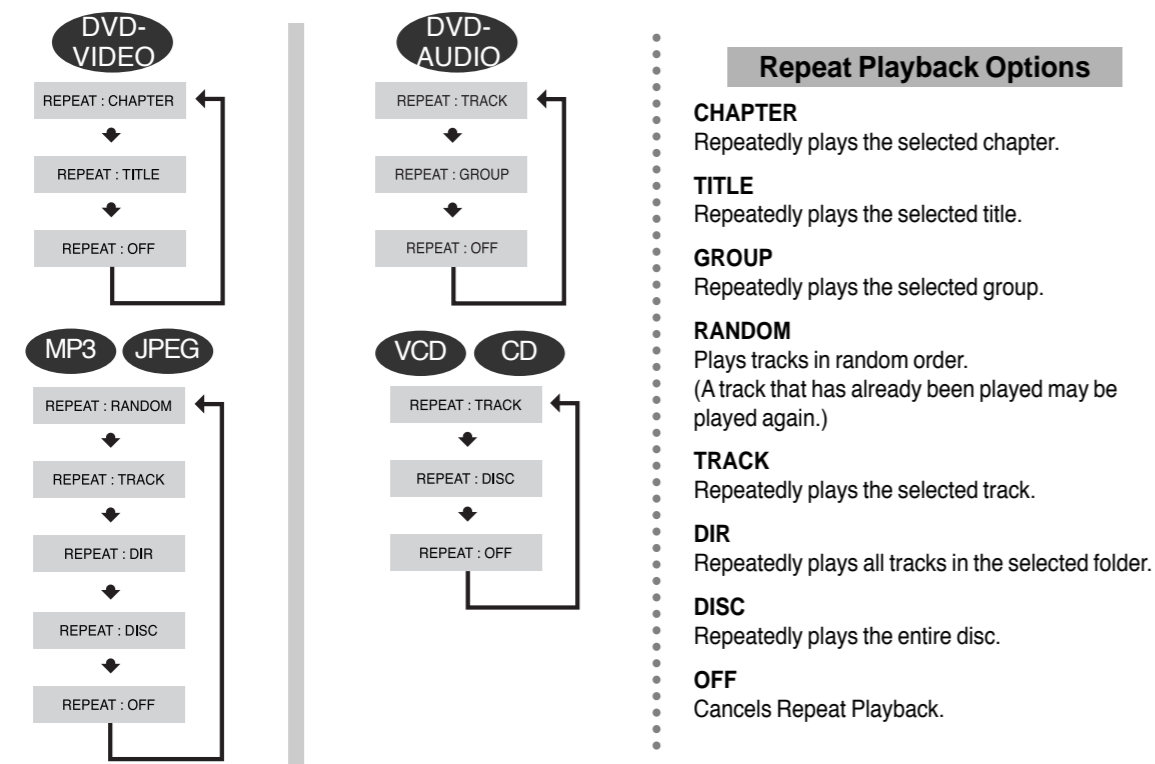 DVD-
VIDEO
REPEAT : CHAPTER
REPEAT : TITLE
REPEAT : OFF
MP3 JPEG
REPEAT : RANDOM
REPEAT : TRACK
REPEAT : DIR
REPEAT : DISC
REPEAT : OFF
DVD-
AUDIO
REPEAT : TRACK
REPEAT : GROUP
REPEAT : OFF
VCD CD
REPEAT : TRACK
REPEAT : DISC
REPEAT : OFF
Repeat Playback Options
CHAPTER
Repeatedly plays the selected chapter.
TITLE
Repeatedly plays the selected title.
GROUP
Repeatedly plays the selected group.
RANDOM
Plays tracks in random order.
(A track that has already been played may be
played again.)
TRACK
Repeatedly plays the selected track.
DIR
Repeatedly plays all tracks in the selected folder.
DISC
Repeatedly plays the entire disc.
OFF
Cancels Repeat Playback.